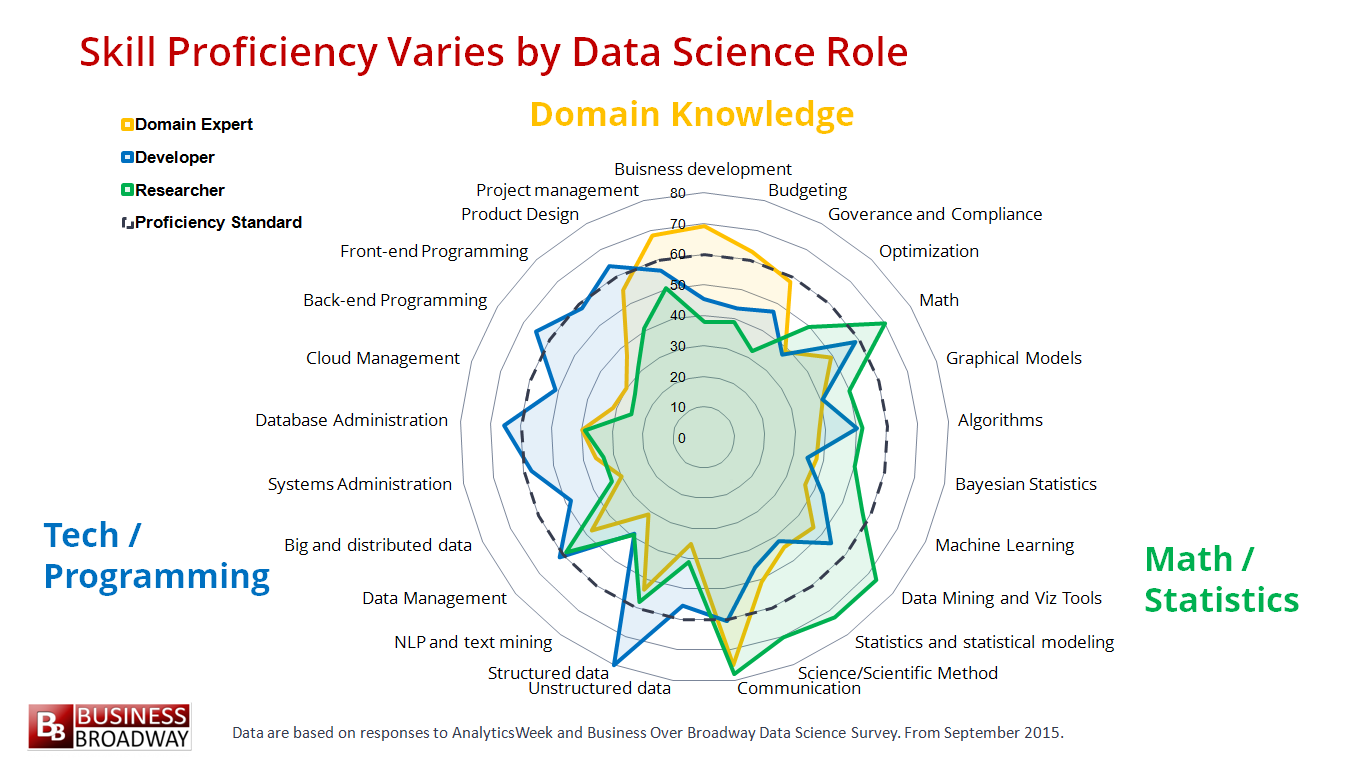 Skill Proficiency Varies by Data Science Role
Domain Knowledge
Domain Expert
Developer
Researcher
Proficiency Standard
Buisness development
Project management
Budgeting
Product Design
Goverance and Compliance
Front-end Programming
Optimization
Back-end Programming
Math
Cloud Management
Graphical Models
Database Administration
Algorithms
Systems Administration
Bayesian Statistics
Big and distributed data
Machine Learning
Data Management
Data Mining and Viz Tools
NLP and text mining
Statistics and statistical modeling
Structured data
Science/Scientific Method
Unstructured data
Communication
80
70
60
50
40
30
20
10
0
Tech /
Programming
Math /
Statistics
BB BUSINESS
BROADWAY
Data are based on responses to AnalyticsWeek and Business Over Broadway Data Science Survey. From September 2015.